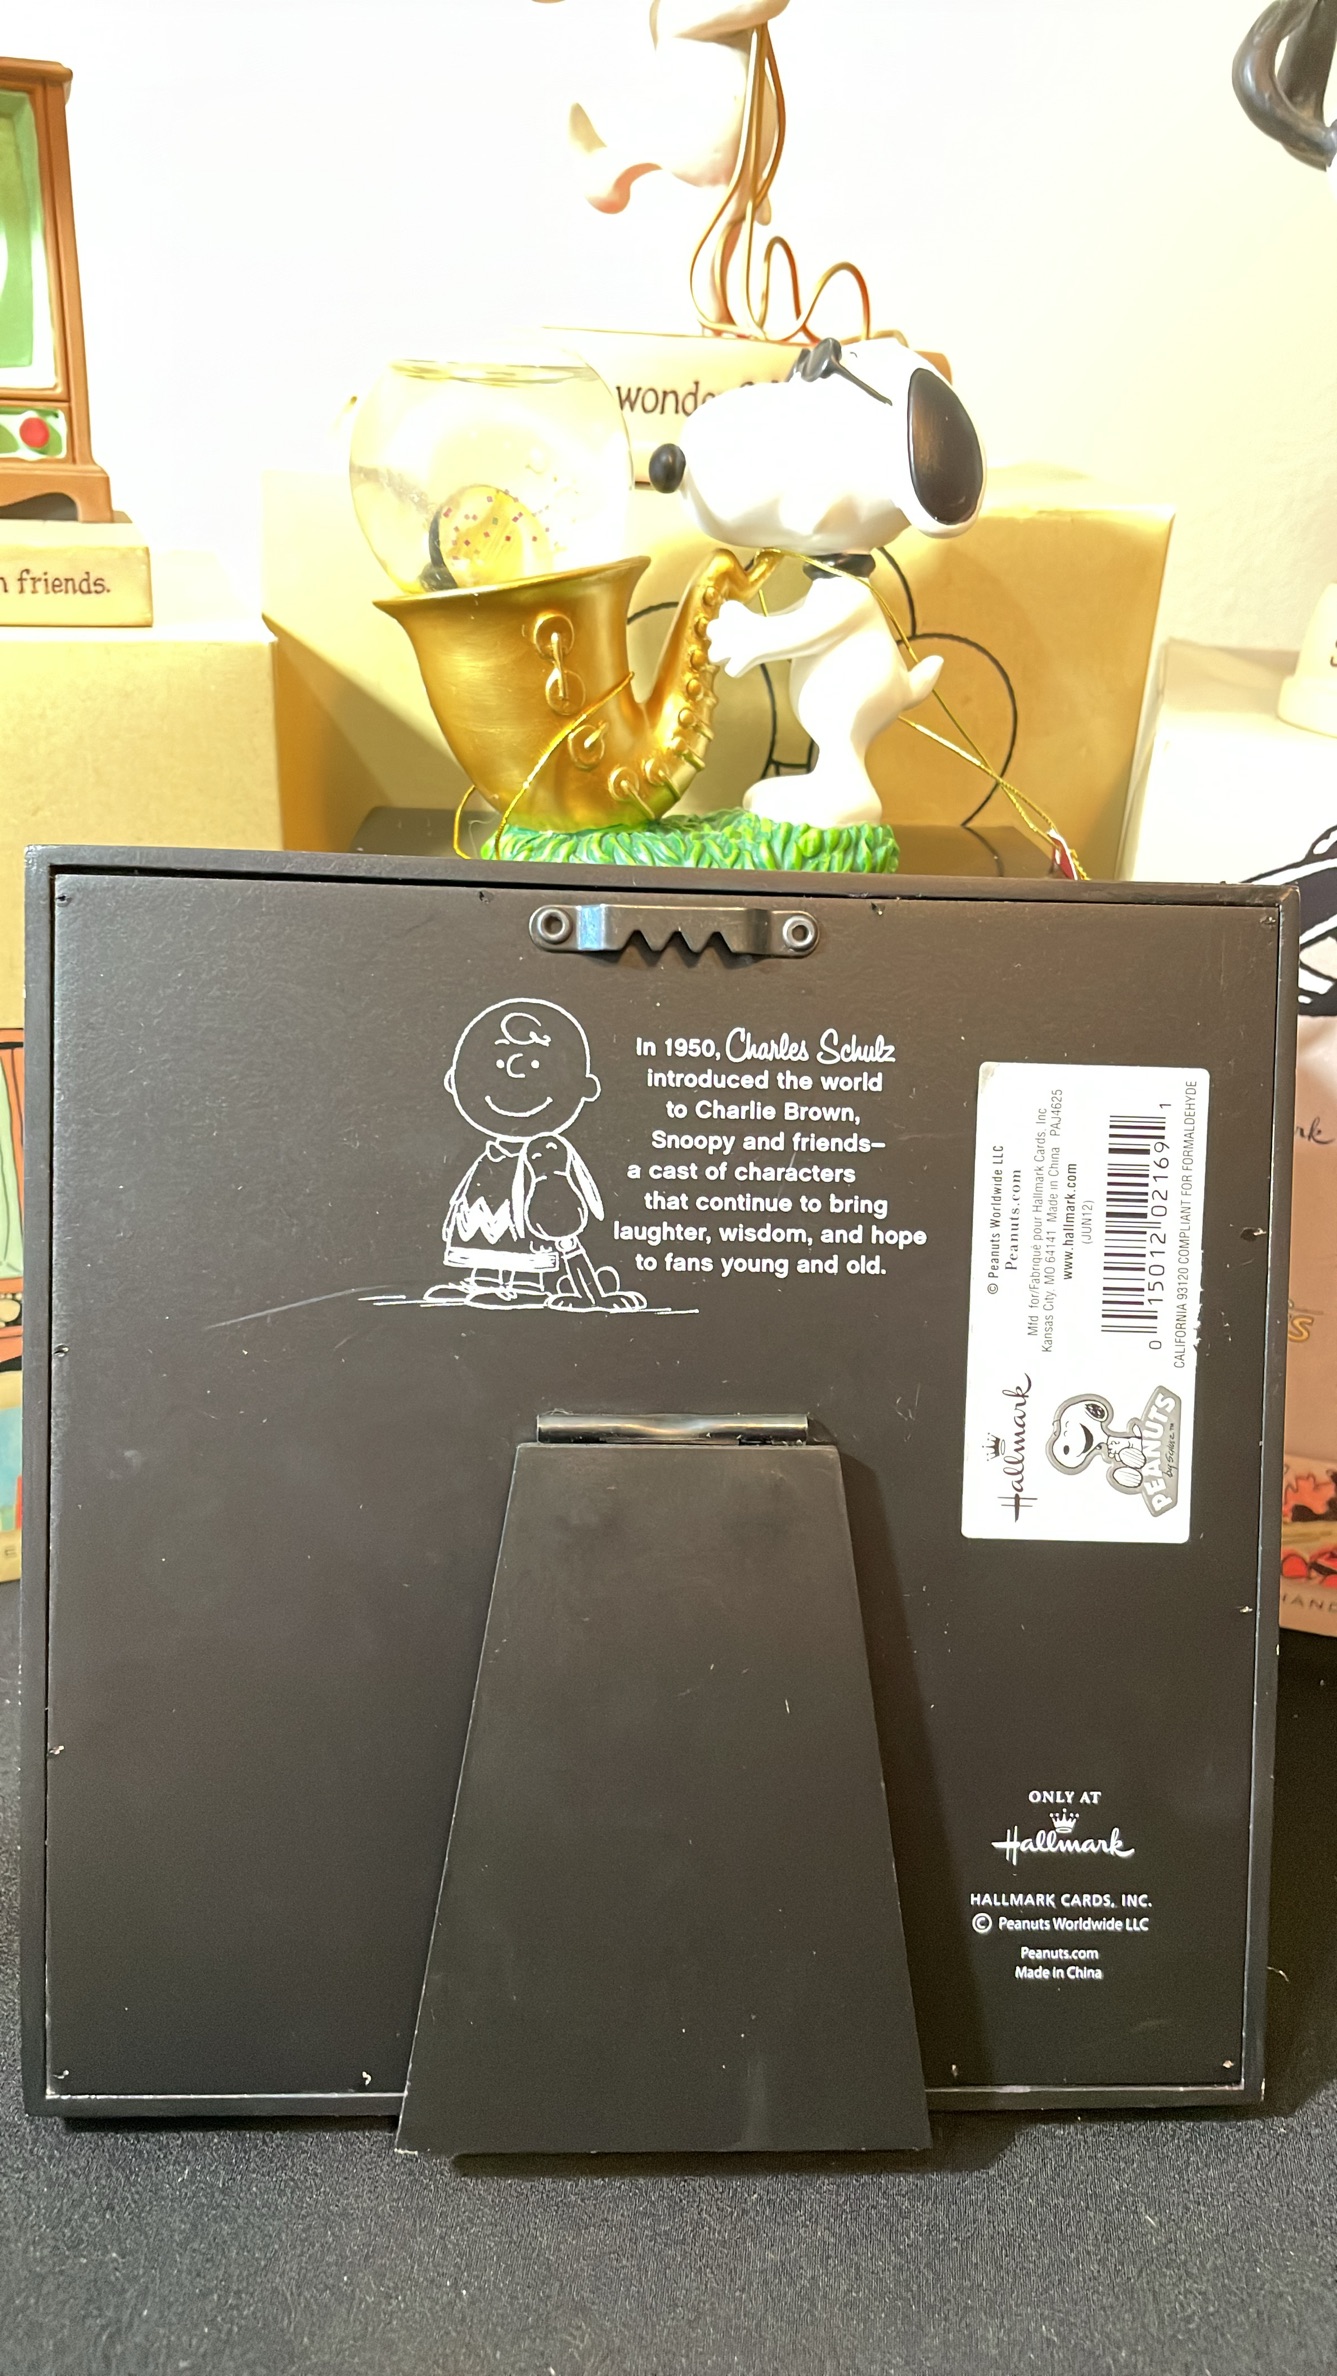 wond
n friends.
In 1950, Charles Schulz
introduced the world
to Charlie Brown,
Snoopy and friends–
a cast of characters
that continue to bring
laughter, wisdom, and hope
to fans young and old.
© Peanuts Worldwide LLC
Peanuts.com
Mfd for/Fabriqué pour Hallmark Cards, Inc
Kansas City, MO 64141 Made in China PAJ4625
www.hallmark.com
(JUN12)
0 15012 02169 1
CALIFORNIA 93120 COMPLIANT FOR FORMALDEHYDE
Hallmark
PEANUTS
by Schulz ™
ONLY AT
Hallmark
HALLMARK CARDS, INC.
© Peanuts Worldwide LLC
Peanuts.com
Made in China